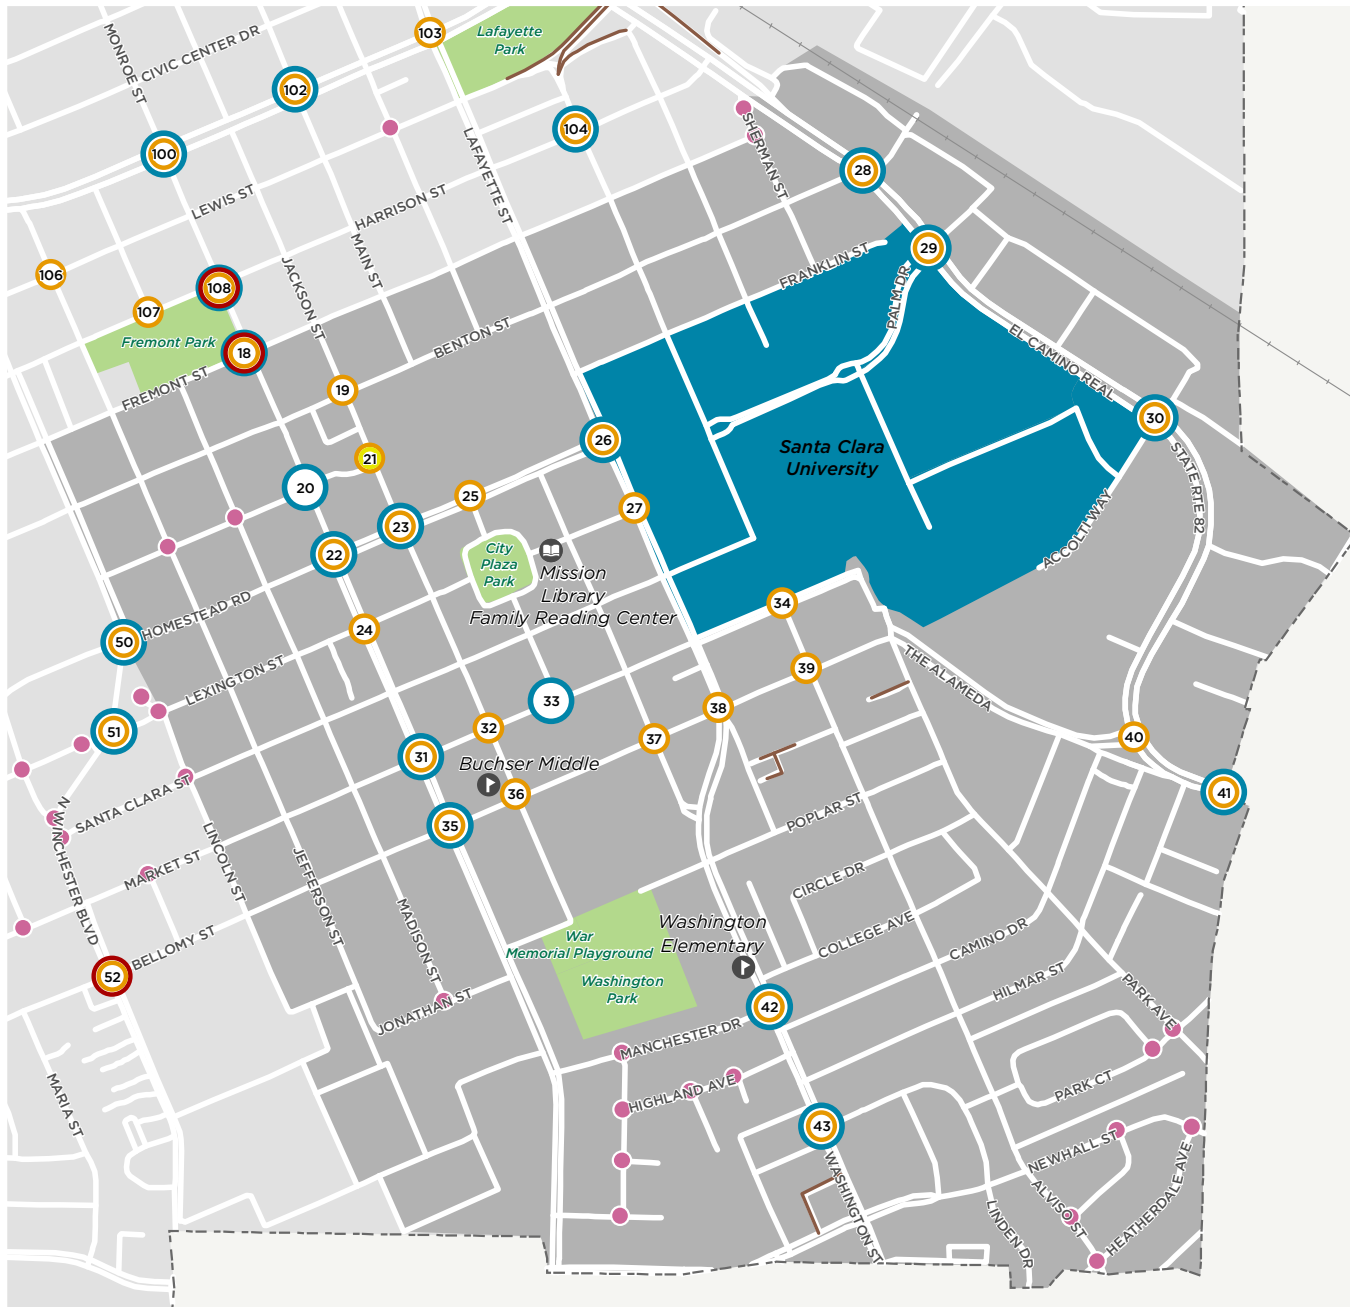 103
Lafayette
Park
MONROE ST
CIVIC CENTER DR
102
104
100
SHERMAN ST
LAFAYETTE ST
28
LEWIS ST
HARRISON ST
MAIN ST
29
FRANKLIN ST
PALM DR
106
108
JACKSON ST
107
Fremont Park
18
BENTON ST
EL CAMINO REAL
FREMONT ST
19
30
26
Santa Clara
University
21
STATE RTE 82
20
25
27
23
ACCOLTI WAY
22
City
Plaza
Park
Mission
Library
Family Reading Center
34
HOMESTEAD RD
50
24
39
THE ALAMEDA
LEXINGTON ST
33
38
51
32
37
40
31
Buchser Middle
36
41
SANTA CLARA ST
35
POPLAR ST
N WINCHESTER BLVD
LINCOLN ST
MARKET ST
JEFFERSON ST
CIRCLE DR
MADISON ST
Washington
Elementary
War
Memorial Playground
COLLEGE AVE
CAMINO DR
BELLOMY ST
52
Washington
Park
HILMAR ST
PARK AVE
42
JONATHAN ST
MANCHESTER DR
MARIA ST
HIGHLAND AVE
PARK CT
43
NEWHALL ST
WASHINGTON ST
ALVISO ST
HEATHERDALE AVE
LINDEN DR